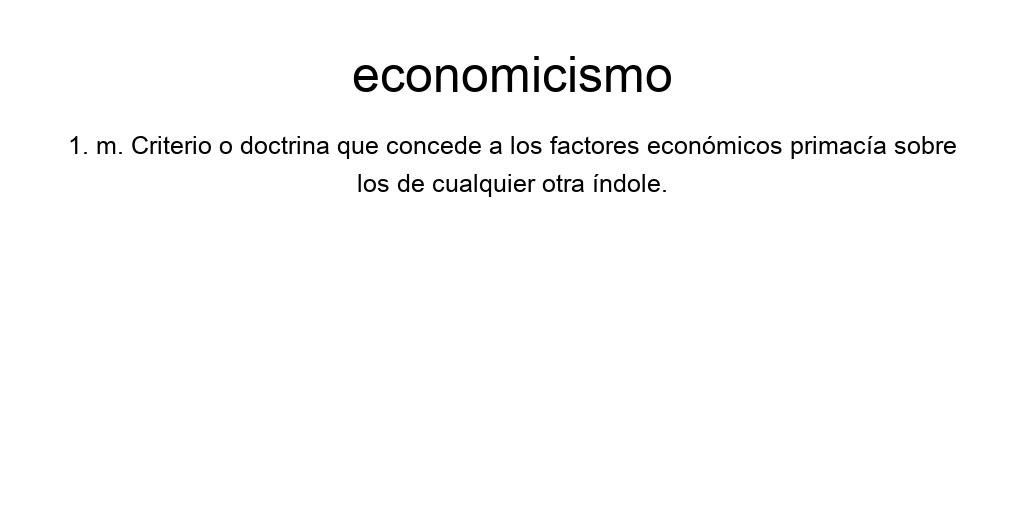 economicismo
1. m. Criterio o doctrina que concede a los factores económicos primacía sobre
los de cualquier otra índole.